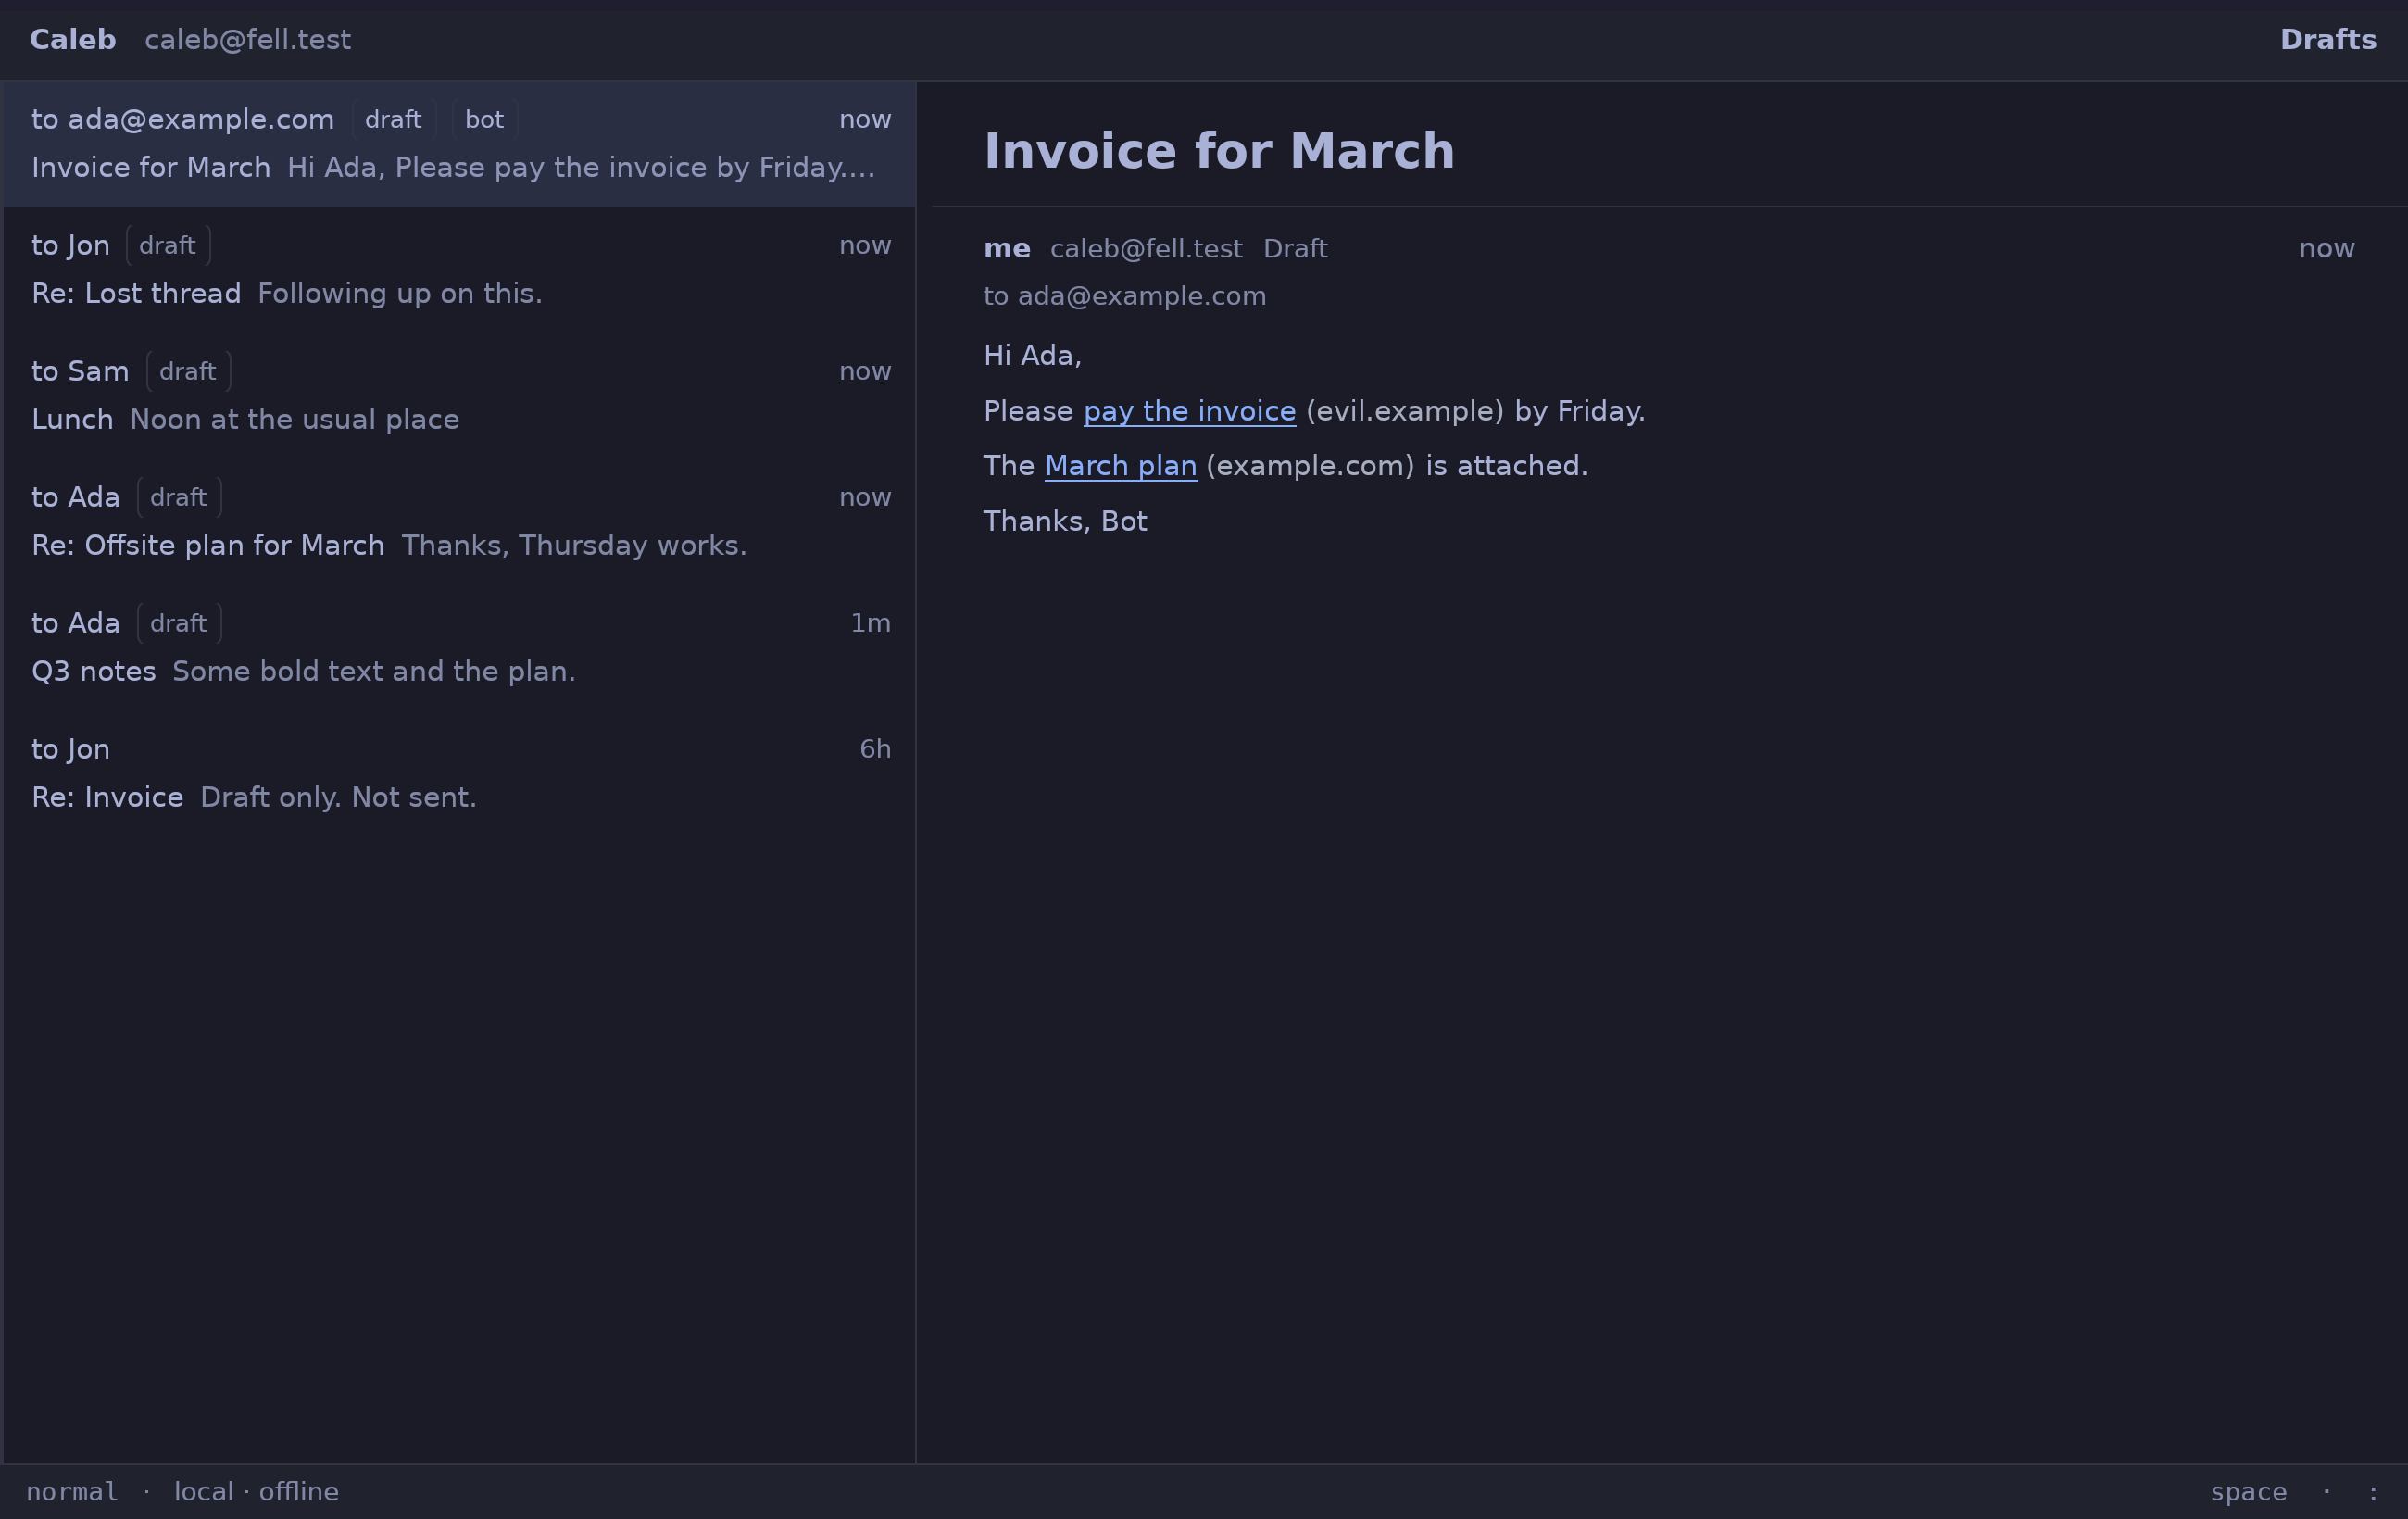 Caleb caleb@fell.test
Drafts
to ada@example.com draft bot now
Invoice for March Hi Ada, Please pay the invoice by Friday.…
to Jon draft now
Re: Lost thread Following up on this.
to Sam draft now
Lunch Noon at the usual place
to Ada draft now
Re: Offsite plan for March Thanks, Thursday works.
to Ada draft 1m
Q3 notes Some bold text and the plan.
to Jon 6h
Re: Invoice Draft only. Not sent.
Invoice for March
me caleb@fell.test Draft now
to ada@example.com
Hi Ada,
Please pay the invoice (evil.example) by Friday.
The March plan (example.com) is attached.
Thanks, Bot
normal · local · offline
space · :